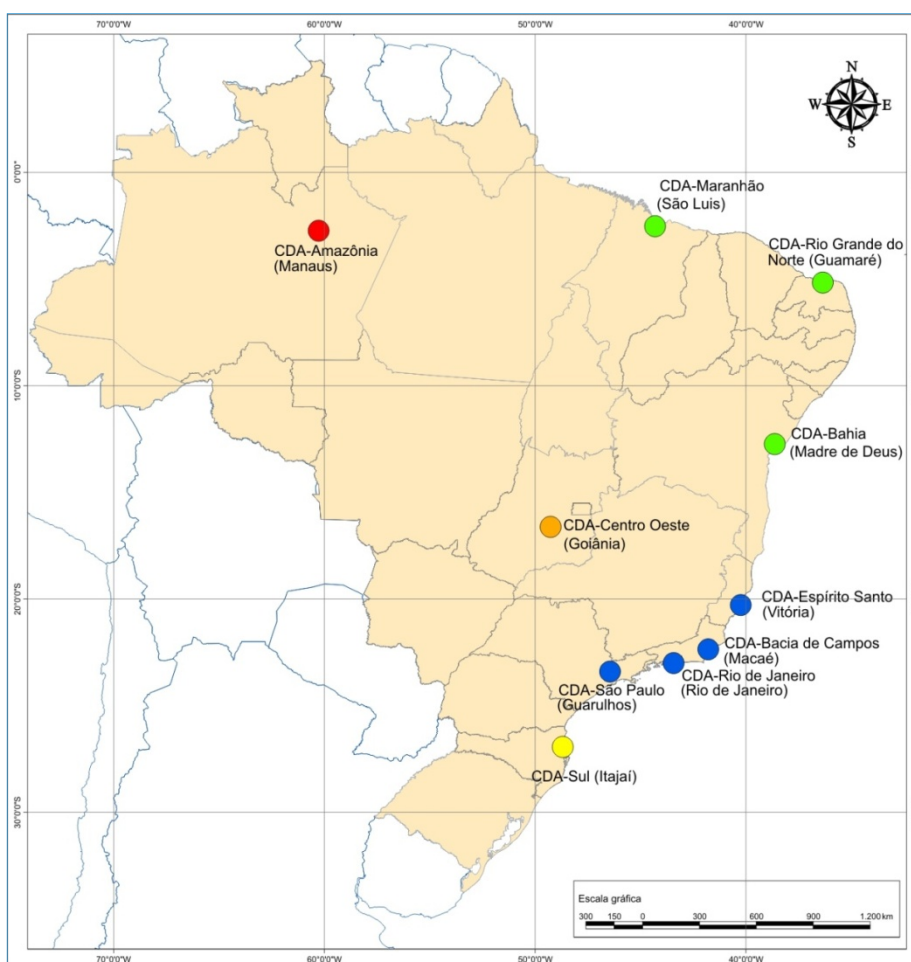 70°0'0"W
60°0'0"W
50°0'0"W
40°0'0"W
N
W
E
S
0°0'0"
CDA-Maranhão
(São Luis)
CDA-Rio Grande do
Norte (Guamaré)
CDA-Amazônia
(Manaus)
10°0'0"S
CDA-Bahia
(Madre de Deus)
CDA-Centro Oeste
(Goiânia)
20°0'0"S
CDA-Espírito Santo
(Vitória)
CDA-Bacia de Campos
(Macaé)
CDA-Rio de Janeiro
(Rio de Janeiro)
CDA-São Paulo
(Guarulhos)
CDA-Sul (Itajaí)
30°0'0"S
Escala gráfica
300 150 0 300 600 900 1.200 km
70°0'0"W
60°0'0"W
50°0'0"W
40°0'0"W